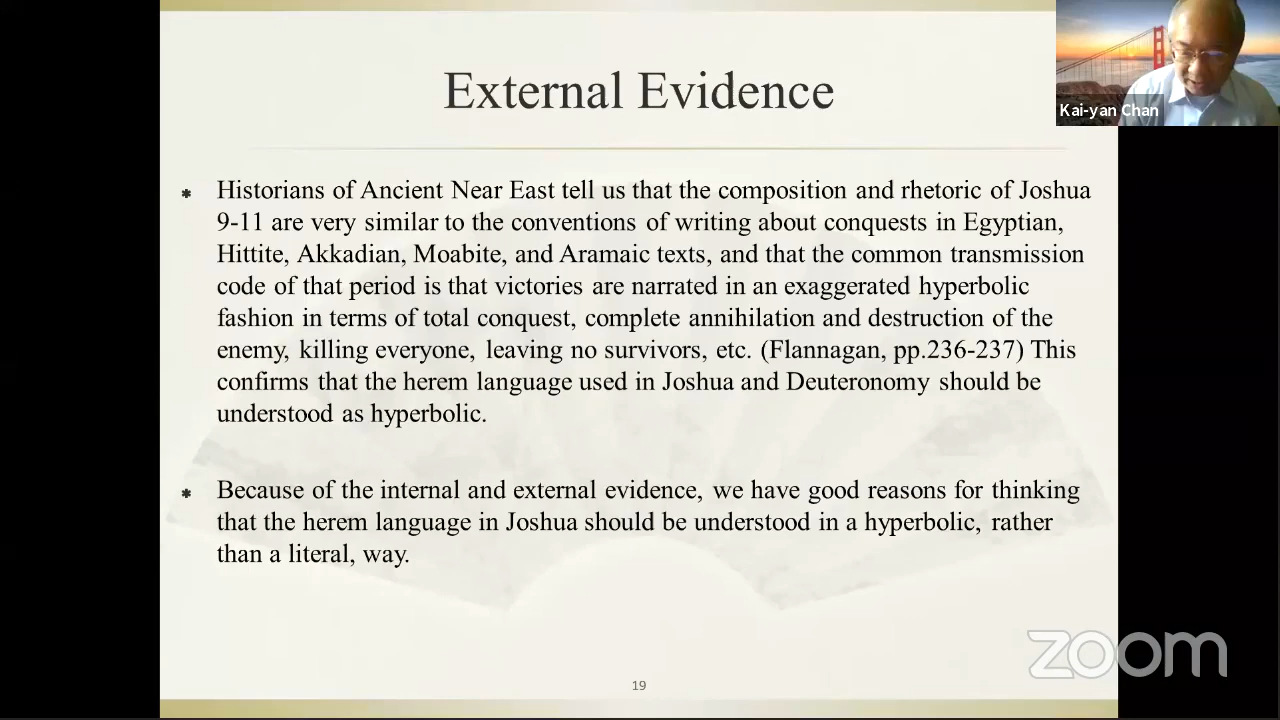 External Evidence
Kai-yan Chan
Historians of Ancient Near East tell us that the composition and rhetoric of Joshua
9-11 are very similar to the conventions of writing about conquests in Egyptian,
Hittite, Akkadian, Moabite, and Aramaic texts, and that the common transmission
code of that period is that victories are narrated in an exaggerated hyperbolic
fashion in terms of total conquest, complete annihilation and destruction of the
enemy, killing everyone, leaving no survivors, etc. (Flannagan, pp.236-237) This
confirms that the herem language used in Joshua and Deuteronomy should be
understood as hyperbolic.
Because of the internal and external evidence, we have good reasons for thinking
that the herem language in Joshua should be understood in a hyperbolic, rather
than a literal, way.
zoom
19